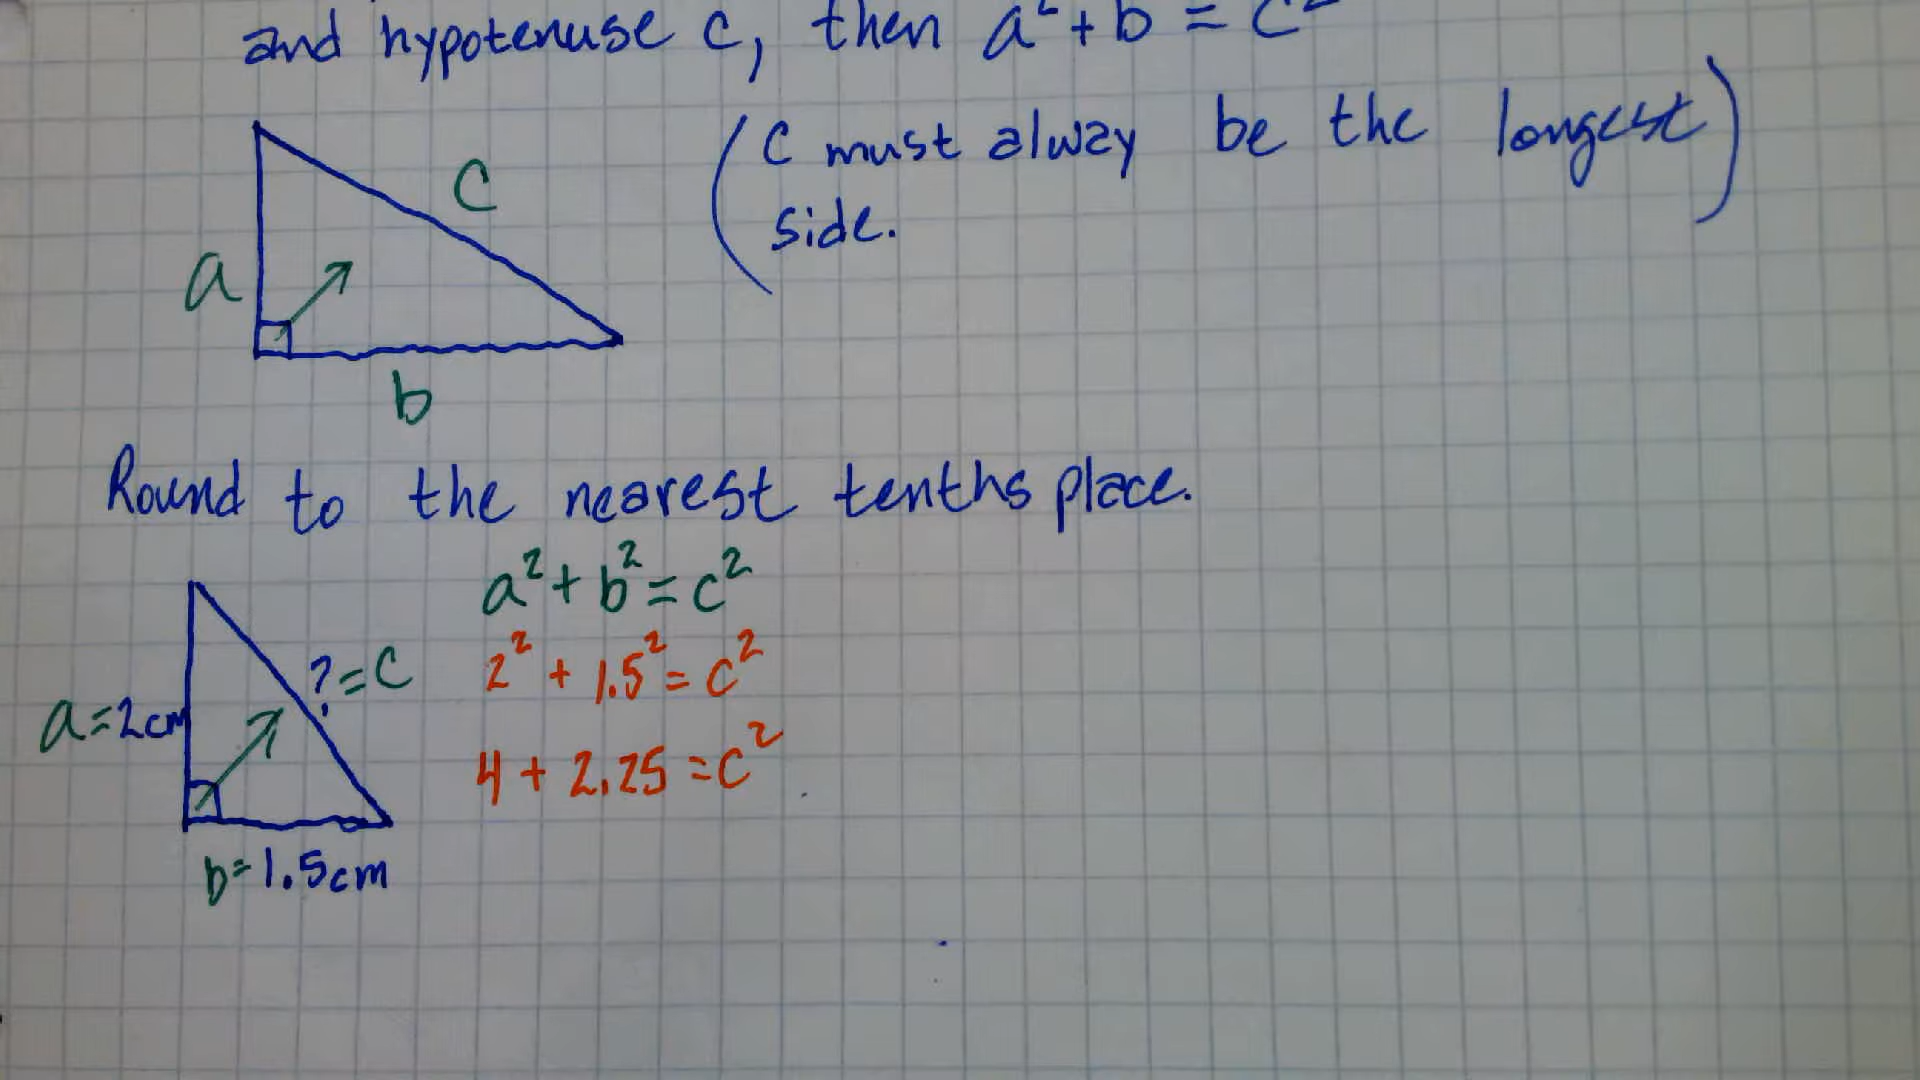 and hypotenuse c, then a² + b = c²
(c must alway be the longest
side.)
c
a
b
Round to the nearest tenths place.
a² + b² = c²
2² + 1.5² = c²
? = c
a = 2cm
4 + 2.25 = c²
b = 1.5cm